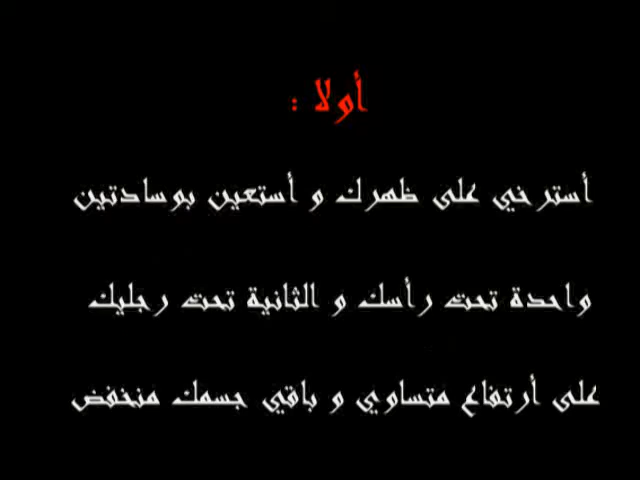 أولا :
أسترخي على ظهرك و أستعين بوسادتين
واحدة تحت رأسك و الثانية تحت رجليك
على أرتفاع متساوي و باقي جسمك منخفض